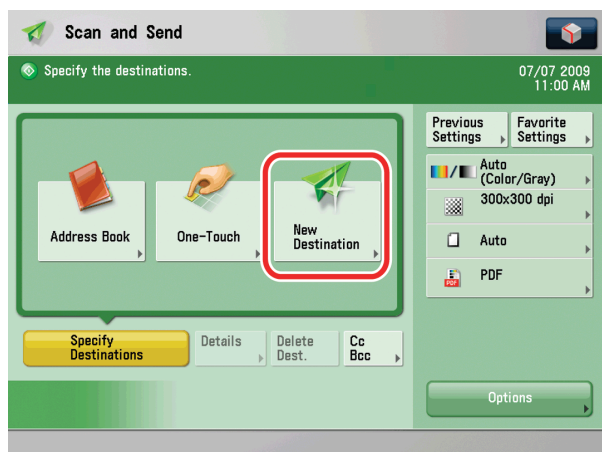 Scan and Send
Specify the destinations.
07/07 2009
11:00 AM
Previous
Settings
Favorite
Settings
Auto
(Color/Gray)
300x300 dpi
Auto
PDF
PDF
Address Book
One-Touch
New
Destination
Specify
Destinations
Details
Delete
Dest.
Cc
Bcc
Options